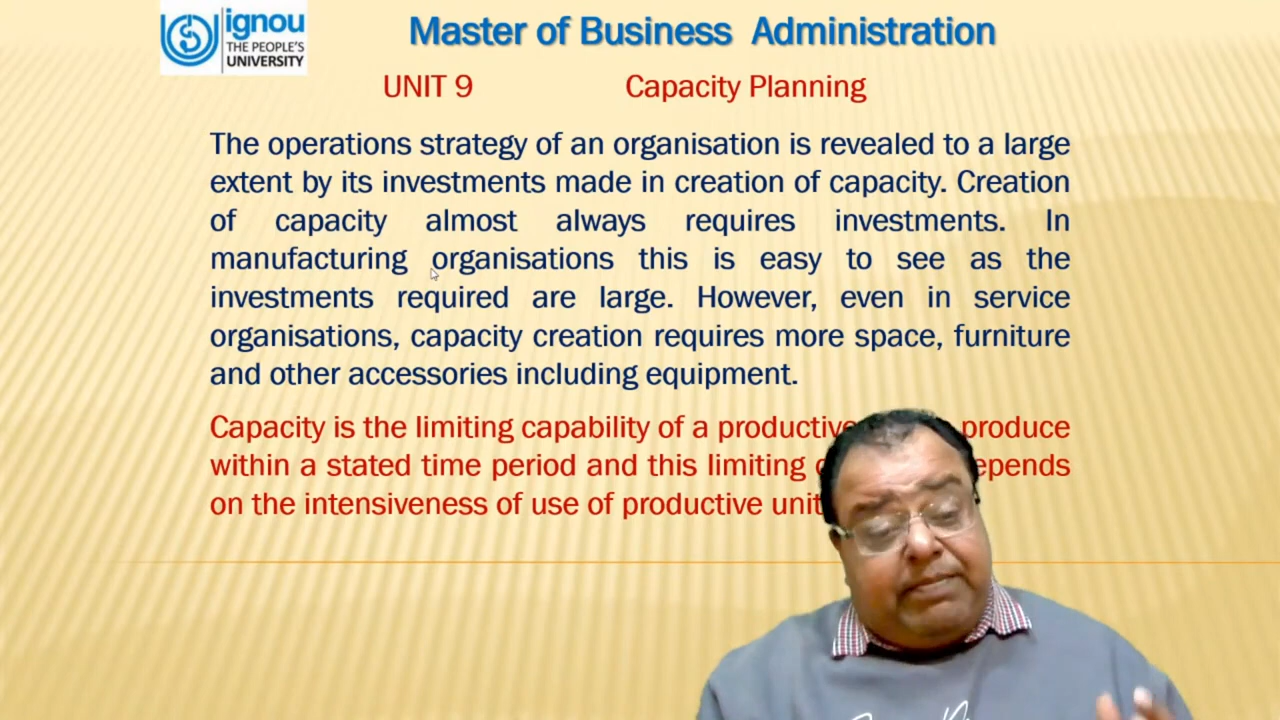 ignou
THE PEOPLE'S
UNIVERSITY
Master of Business Administration
UNIT 9 Capacity Planning
The operations strategy of an organisation is revealed to a large
extent by its investments made in creation of capacity. Creation
of capacity almost always requires investments. In
manufacturing organisations this is easy to see as the
investments required are large. However, even in service
organisations, capacity creation requires more space, furniture
and other accessories including equipment.
Capacity is the limiting capability of a productive produce
within a stated time period and this limiting depends
on the intensiveness of use of productive unit